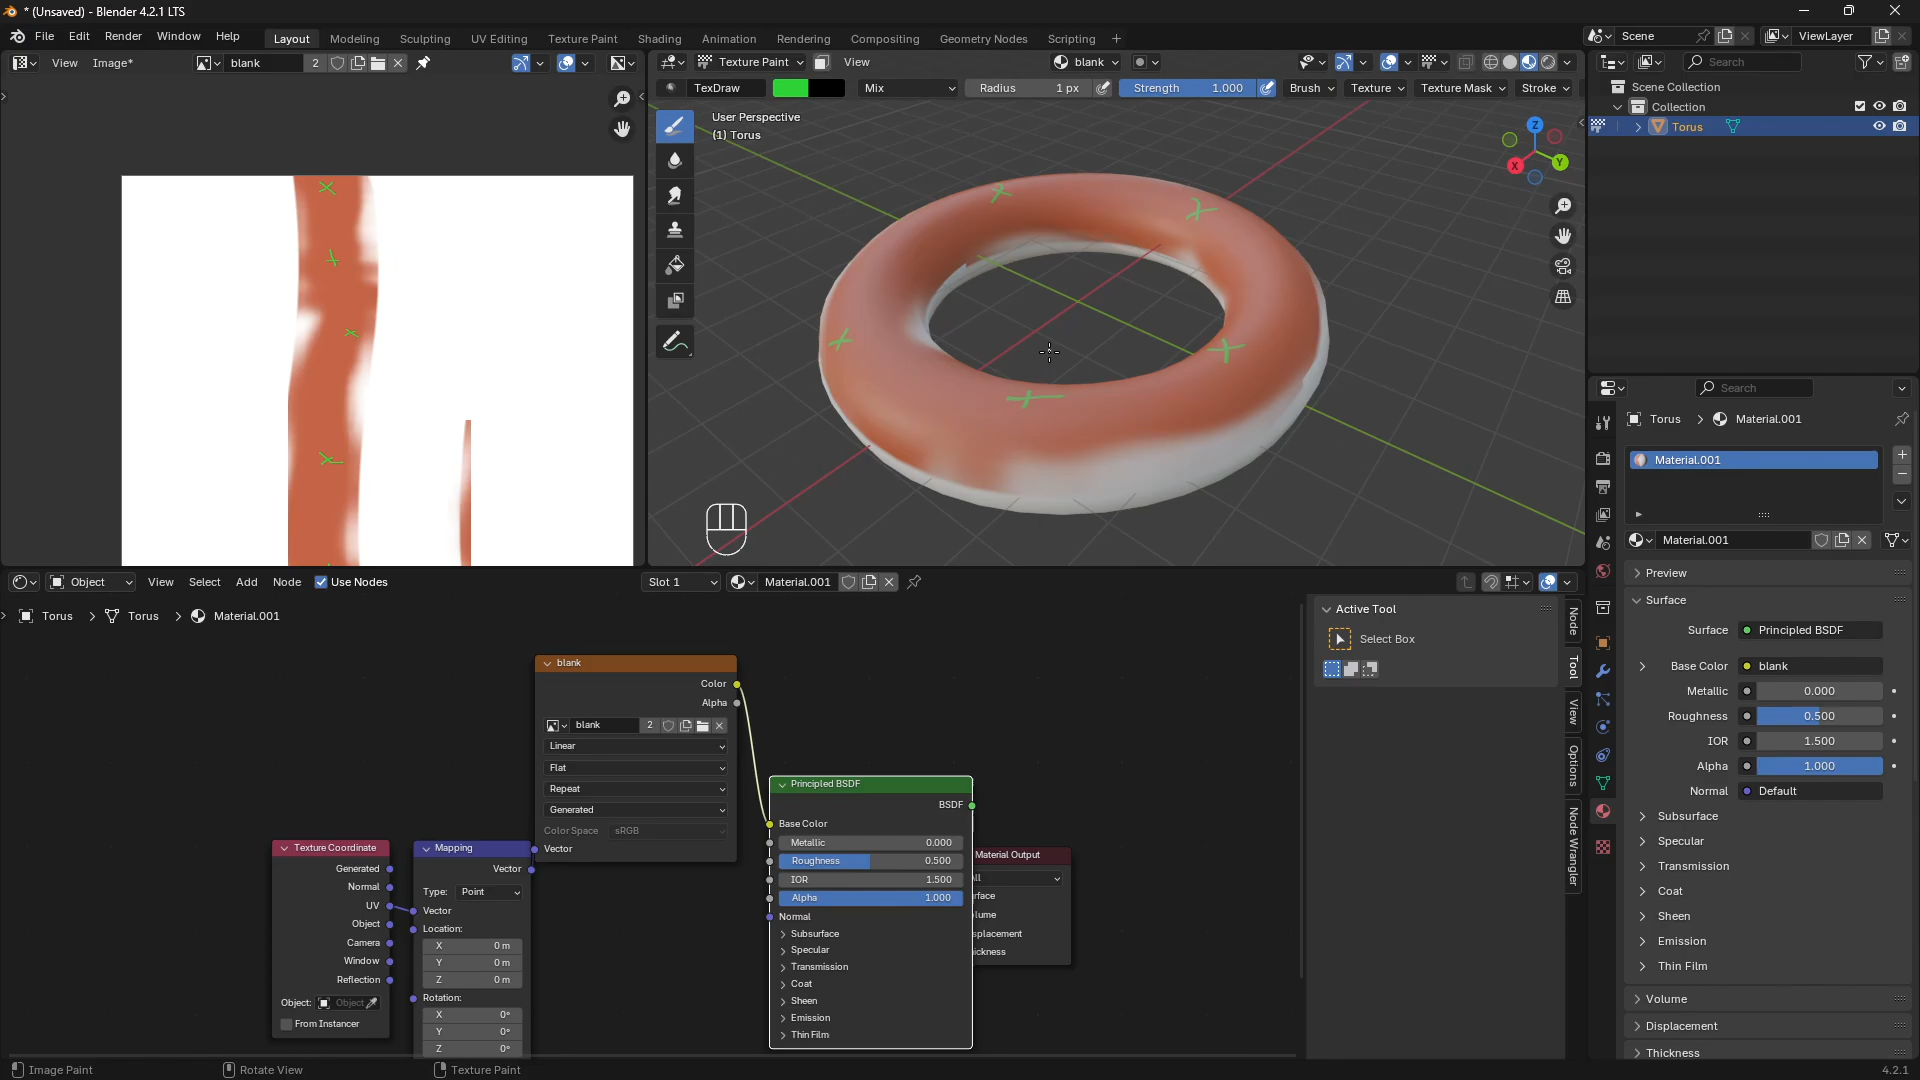 * (Unsaved) - Blender 4.2.1 LTS
File Edit Render Window Help Layout Modeling Sculpting UV Editing Texture Paint Shading Animation Rendering Compositing Geometry Nodes Scripting + Scene ViewLayer
View Image* blank 2
Texture Paint View blank
TexDraw Mix Radius 1 px Strength 1.000 Brush Texture Texture Mask Stroke
User Perspective
(1) Torus
Z
Y
X
Search
Scene Collection
Collection
Torus
Search
Torus > Material.001
Material.001
Material.001
Preview
Surface
Surface Principled BSDF
Base Color blank
Metallic 0.000
Roughness 0.500
IOR 1.500
Alpha 1.000
Normal Default
Subsurface
Specular
Transmission
Coat
Sheen
Emission
Thin Film
Volume
Displacement
Thickness
Object View Select Add Node Use Nodes Slot 1 Material.001
Torus > Torus > Material.001
blank
Color
Alpha
blank 2
Linear
Flat
Repeat
Generated
Color Space sRGB
Vector
Texture Coordinate
Generated
Normal
UV
Object
Camera
Window
Reflection
Object: Object
From Instancer
Mapping
Vector
Type: Point
Vector
Location:
X 0 m
Y 0 m
Z 0 m
Rotation:
X 0°
Y 0°
Z 0°
Principled BSDF
BSDF
Base Color
Metallic 0.000
Roughness 0.500
IOR 1.500
Alpha 1.000
Normal
Subsurface
Specular
Transmission
Coat
Sheen
Emission
Thin Film
Material Output
All
rface
lume
splacement
ickness
Active Tool
Select Box
Node
Tool
View
Options
Node Wrangler
Image Paint Rotate View Texture Paint 4.2.1